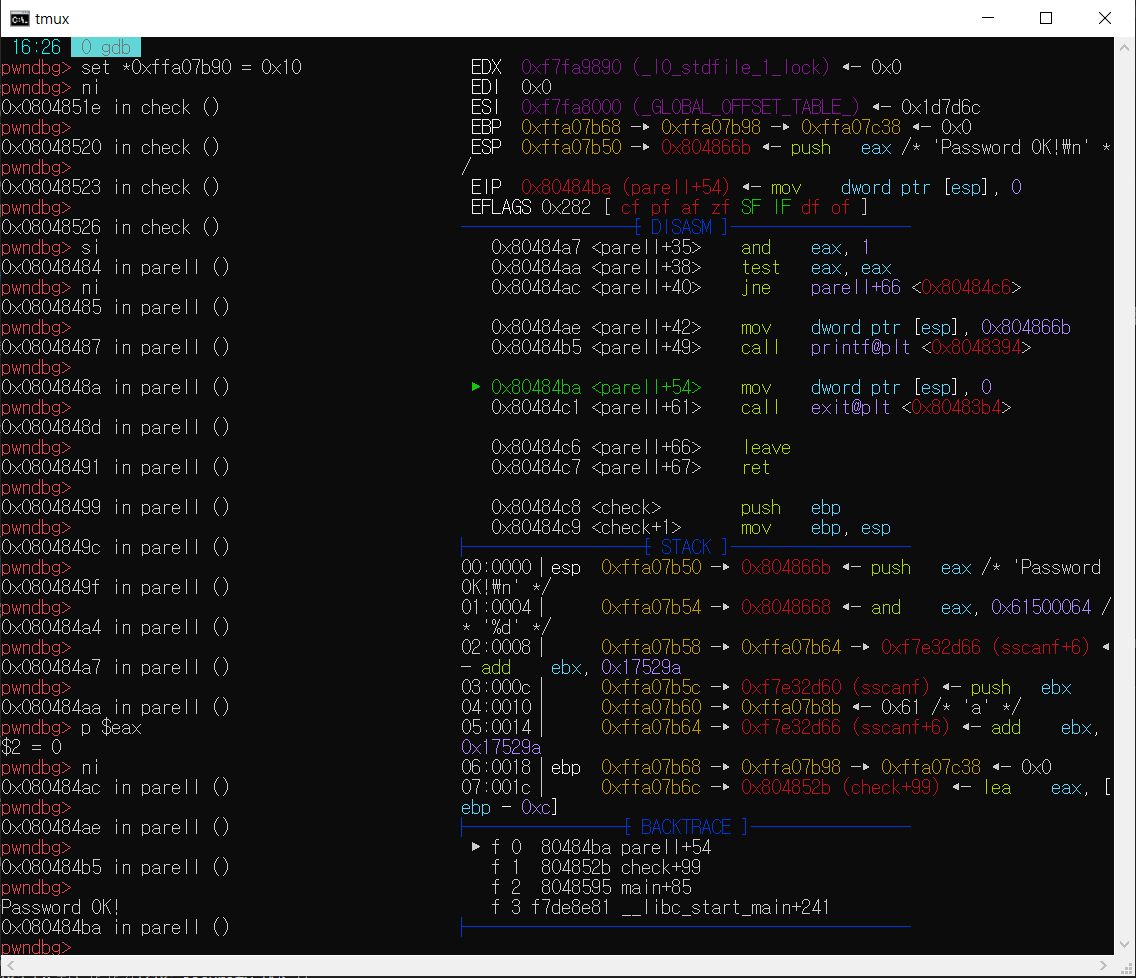 tmux
16:26 0 gdb
pwndbg> set *0xffa07b90 = 0x10
pwndbg> ni
0x0804851e in check ()
pwndbg>
0x08048520 in check ()
pwndbg>
0x08048523 in check ()
pwndbg>
0x08048526 in check ()
pwndbg> si
0x08048484 in parell ()
pwndbg> ni
0x08048485 in parell ()
pwndbg>
0x08048487 in parell ()
pwndbg>
0x0804848a in parell ()
pwndbg>
0x0804848d in parell ()
pwndbg>
0x08048491 in parell ()
pwndbg>
0x08048499 in parell ()
pwndbg>
0x0804849c in parell ()
pwndbg>
0x0804849f in parell ()
pwndbg>
0x080484a4 in parell ()
pwndbg>
0x080484a7 in parell ()
pwndbg>
0x080484aa in parell ()
pwndbg> p $eax
$2 = 0
pwndbg> ni
0x080484ac in parell ()
pwndbg>
0x080484ae in parell ()
pwndbg>
0x080484b5 in parell ()
pwndbg>
Password OK!
0x080484ba in parell ()
pwndbg>
EDX 0xf7fa9890 (_IO_stdfile_1_lock) ◂— 0x0
EDI 0x0
ESI 0xf7fa8000 (_GLOBAL_OFFSET_TABLE_) ◂— 0x1d7d6c
EBP 0xffa07b68 —▸ 0xffa07b98 —▸ 0xffa07c38 ◂— 0x0
ESP 0xffa07b50 —▸ 0x804866b ◂— push eax /* 'Password OK!₩n' *
/
EIP 0x80484ba (parell+54) ◂— mov dword ptr [esp], 0
EFLAGS 0x282 [ cf pf af zf SF IF df of ]
[ DISASM ]
0x80484a7 <parell+35> and eax, 1
0x80484aa <parell+38> test eax, eax
0x80484ac <parell+40> jne parell+66 <0x80484c6>
0x80484ae <parell+42> mov dword ptr [esp], 0x804866b
0x80484b5 <parell+49> call printf@plt <0x8048394>
► 0x80484ba <parell+54> mov dword ptr [esp], 0
0x80484c1 <parell+61> call exit@plt <0x80483b4>
0x80484c6 <parell+66> leave
0x80484c7 <parell+67> ret
0x80484c8 <check> push ebp
0x80484c9 <check+1> mov ebp, esp
[ STACK ]
00:0000│esp 0xffa07b50 —▸ 0x804866b ◂— push eax /* 'Password
OK!₩n' */
01:0004│ 0xffa07b54 —▸ 0x8048668 ◂— and eax, 0x61500064 /
* '%d' */
02:0008│ 0xffa07b58 —▸ 0xffa07b64 —▸ 0xf7e32d66 (sscanf+6) ◂
— add ebx, 0x17529a
03:000c│ 0xffa07b5c —▸ 0xf7e32d60 (sscanf) ◂— push ebx
04:0010│ 0xffa07b60 —▸ 0xffa07b8b ◂— 0x61 /* 'a' */
05:0014│ 0xffa07b64 —▸ 0xf7e32d66 (sscanf+6) ◂— add ebx,
0x17529a
06:0018│ebp 0xffa07b68 —▸ 0xffa07b98 —▸ 0xffa07c38 ◂— 0x0
07:001c│ 0xffa07b6c —▸ 0x804852b (check+99) ◂— lea eax, [
ebp - 0xc]
[ BACKTRACE ]
► f 0 80484ba parell+54
f 1 804852b check+99
f 2 8048595 main+85
f 3 f7de8e81 __libc_start_main+241